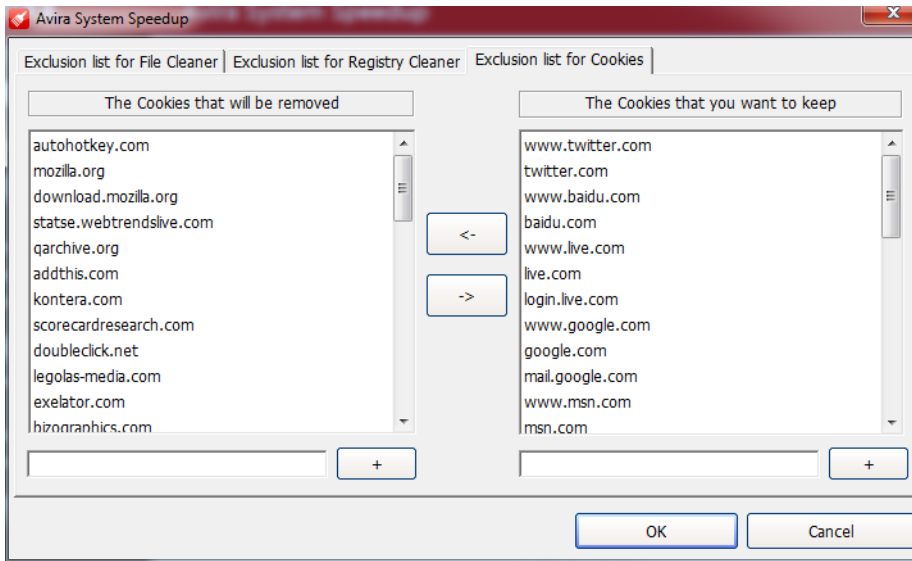 Avira System Speedup
Exclusion list for File Cleaner
Exclusion list for Registry Cleaner
Exclusion list for Cookies
The Cookies that will be removed
autohotkey.com
mozilla.org
download.mozilla.org
statse.webtrendslive.com
qarchive.org
addthis.com
kontera.com
scorecardresearch.com
doubleclick.net
legolas-media.com
exelator.com
bizographics.com
+
<-
->
The Cookies that you want to keep
www.twitter.com
twitter.com
www.baidu.com
baidu.com
www.live.com
live.com
login.live.com
www.google.com
google.com
mail.google.com
www.msn.com
msn.com
+
OK
Cancel